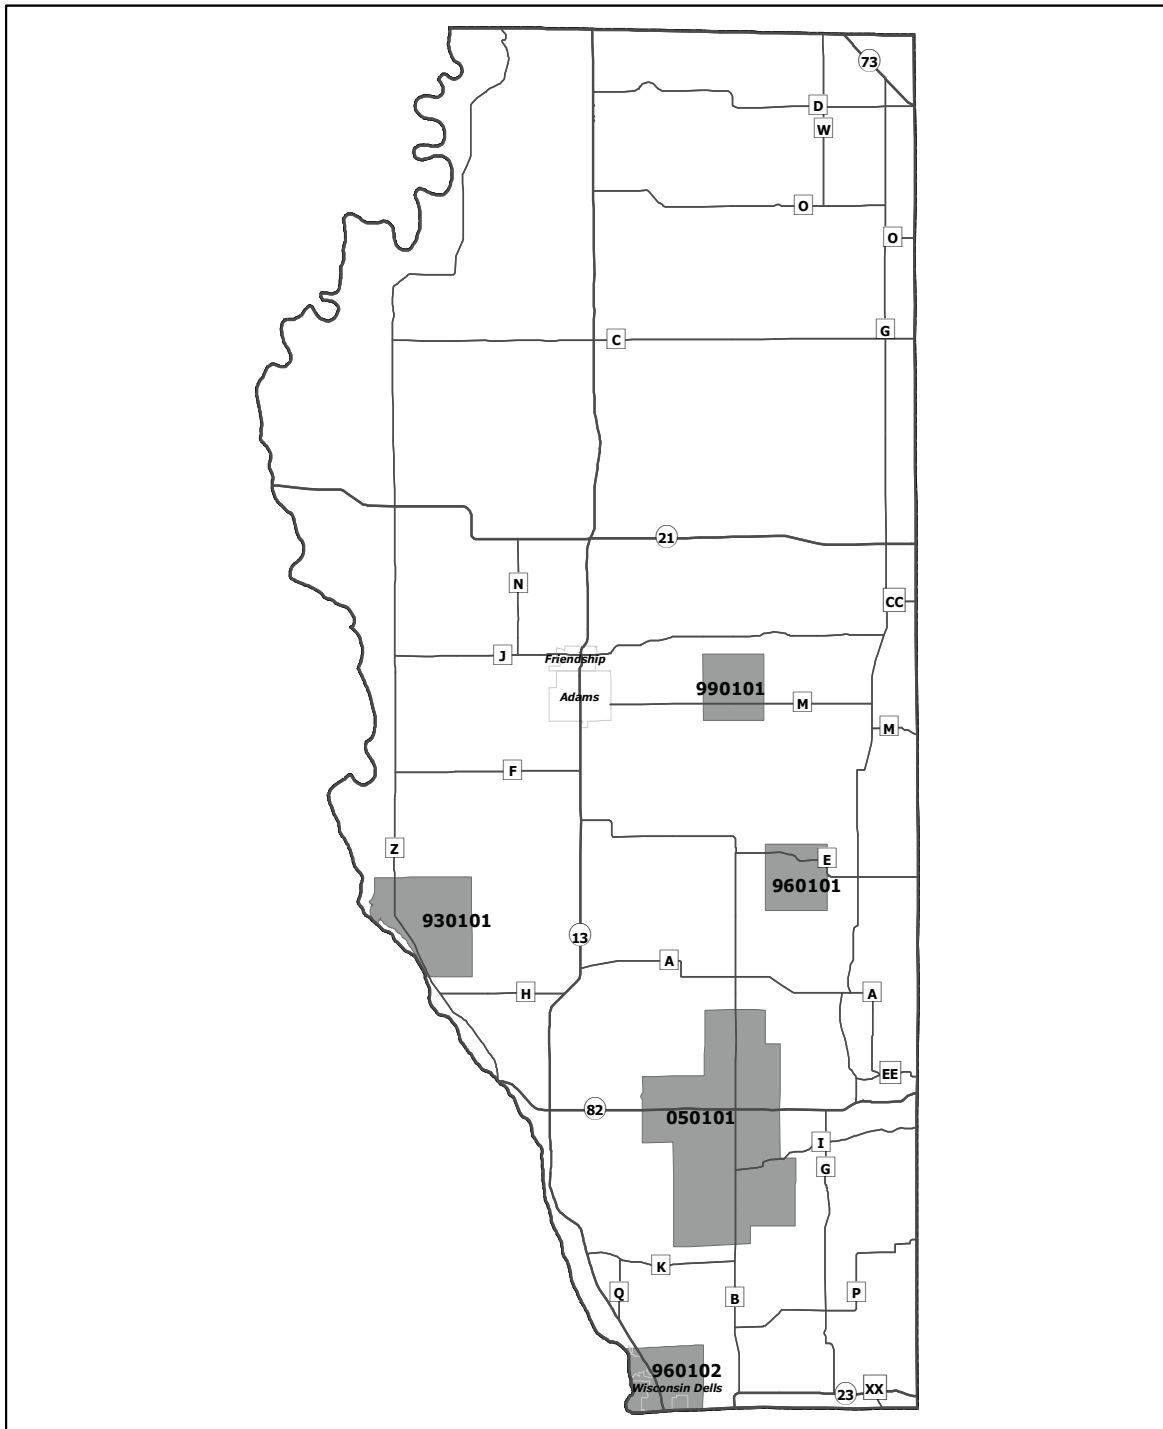 73
D
W
O
O
G
C
21
N
CC
J
Friendship
990101
Adams
M
M
F
Z
E
960101
930101
13
A
H
A
EE
82
050101
I
G
K
Q
B
P
960102
Wisconsin Dells
XX
23